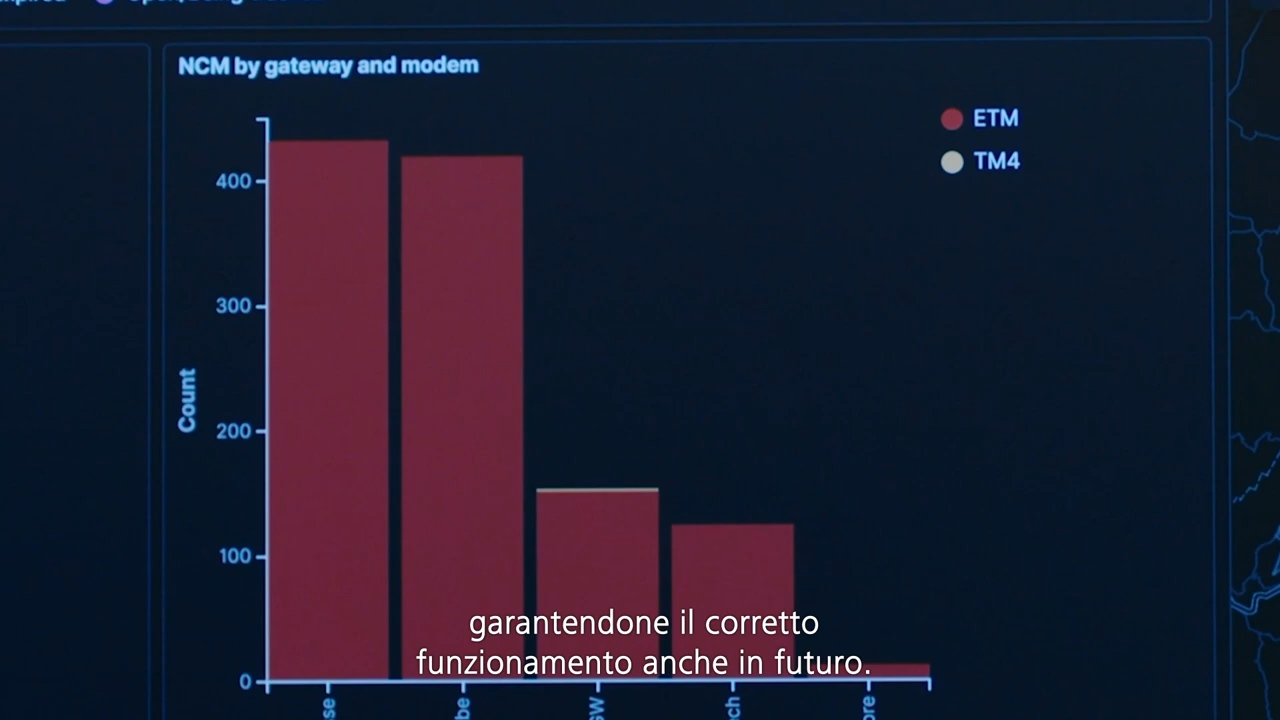 NCM by gateway and modem
ETM
TM4
400
300
200
100
0
Count
garantendone il corretto
funzionamento anche in futuro.